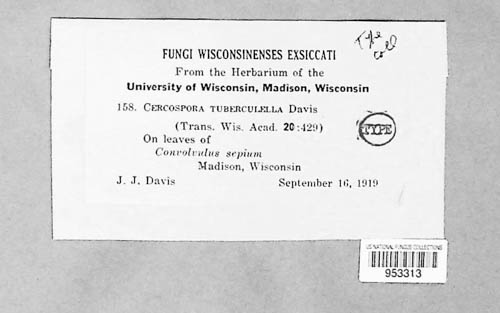 Type
coll
FUNGI WISCONSINENSES EXSICCATI
From the Herbarium of the
University of Wisconsin, Madison, Wisconsin
158. CERCOSPORA TUBERCULELLA Davis
(Trans. Wis. Acad. 20:429)
TYPE
On leaves of
Convolvulus sepium
Madison, Wisconsin
J. J. Davis September 16, 1919
US NATIONAL FUNGUS COLLECTIONS
953313